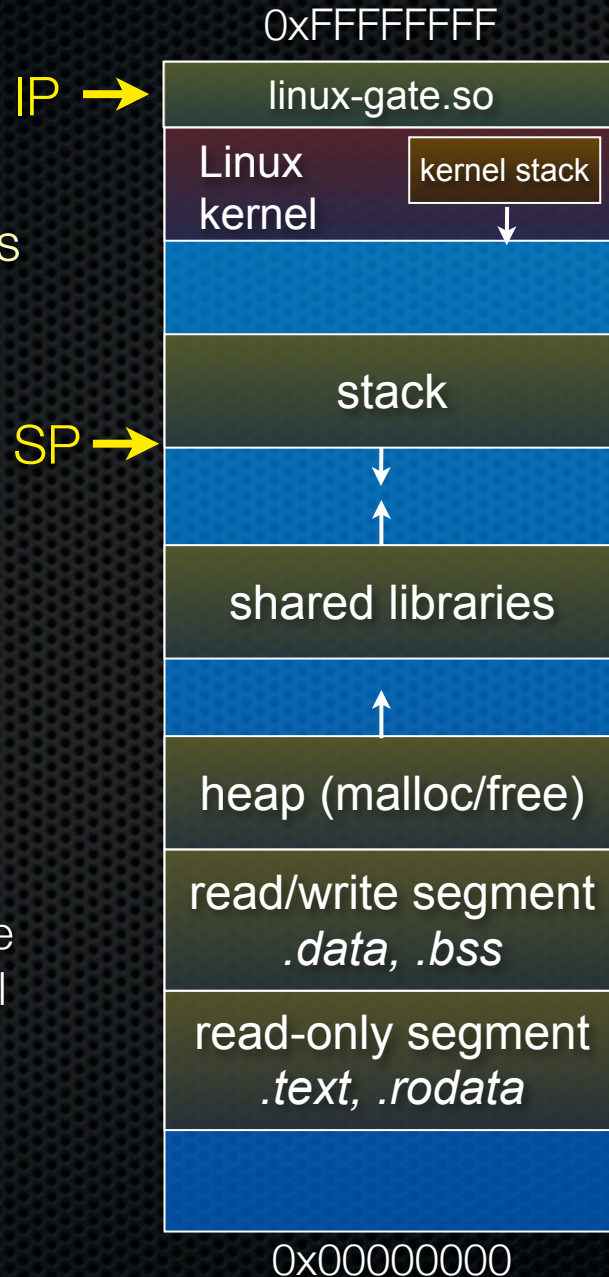 0xFFFFFFFF
IP
linux-gate.so
Linux
kernel
kernel stack
s
stack
SP
shared libraries
heap (malloc/free)
read/write segment
.data, .bss
e
l
read-only segment
.text, .rodata
0x00000000